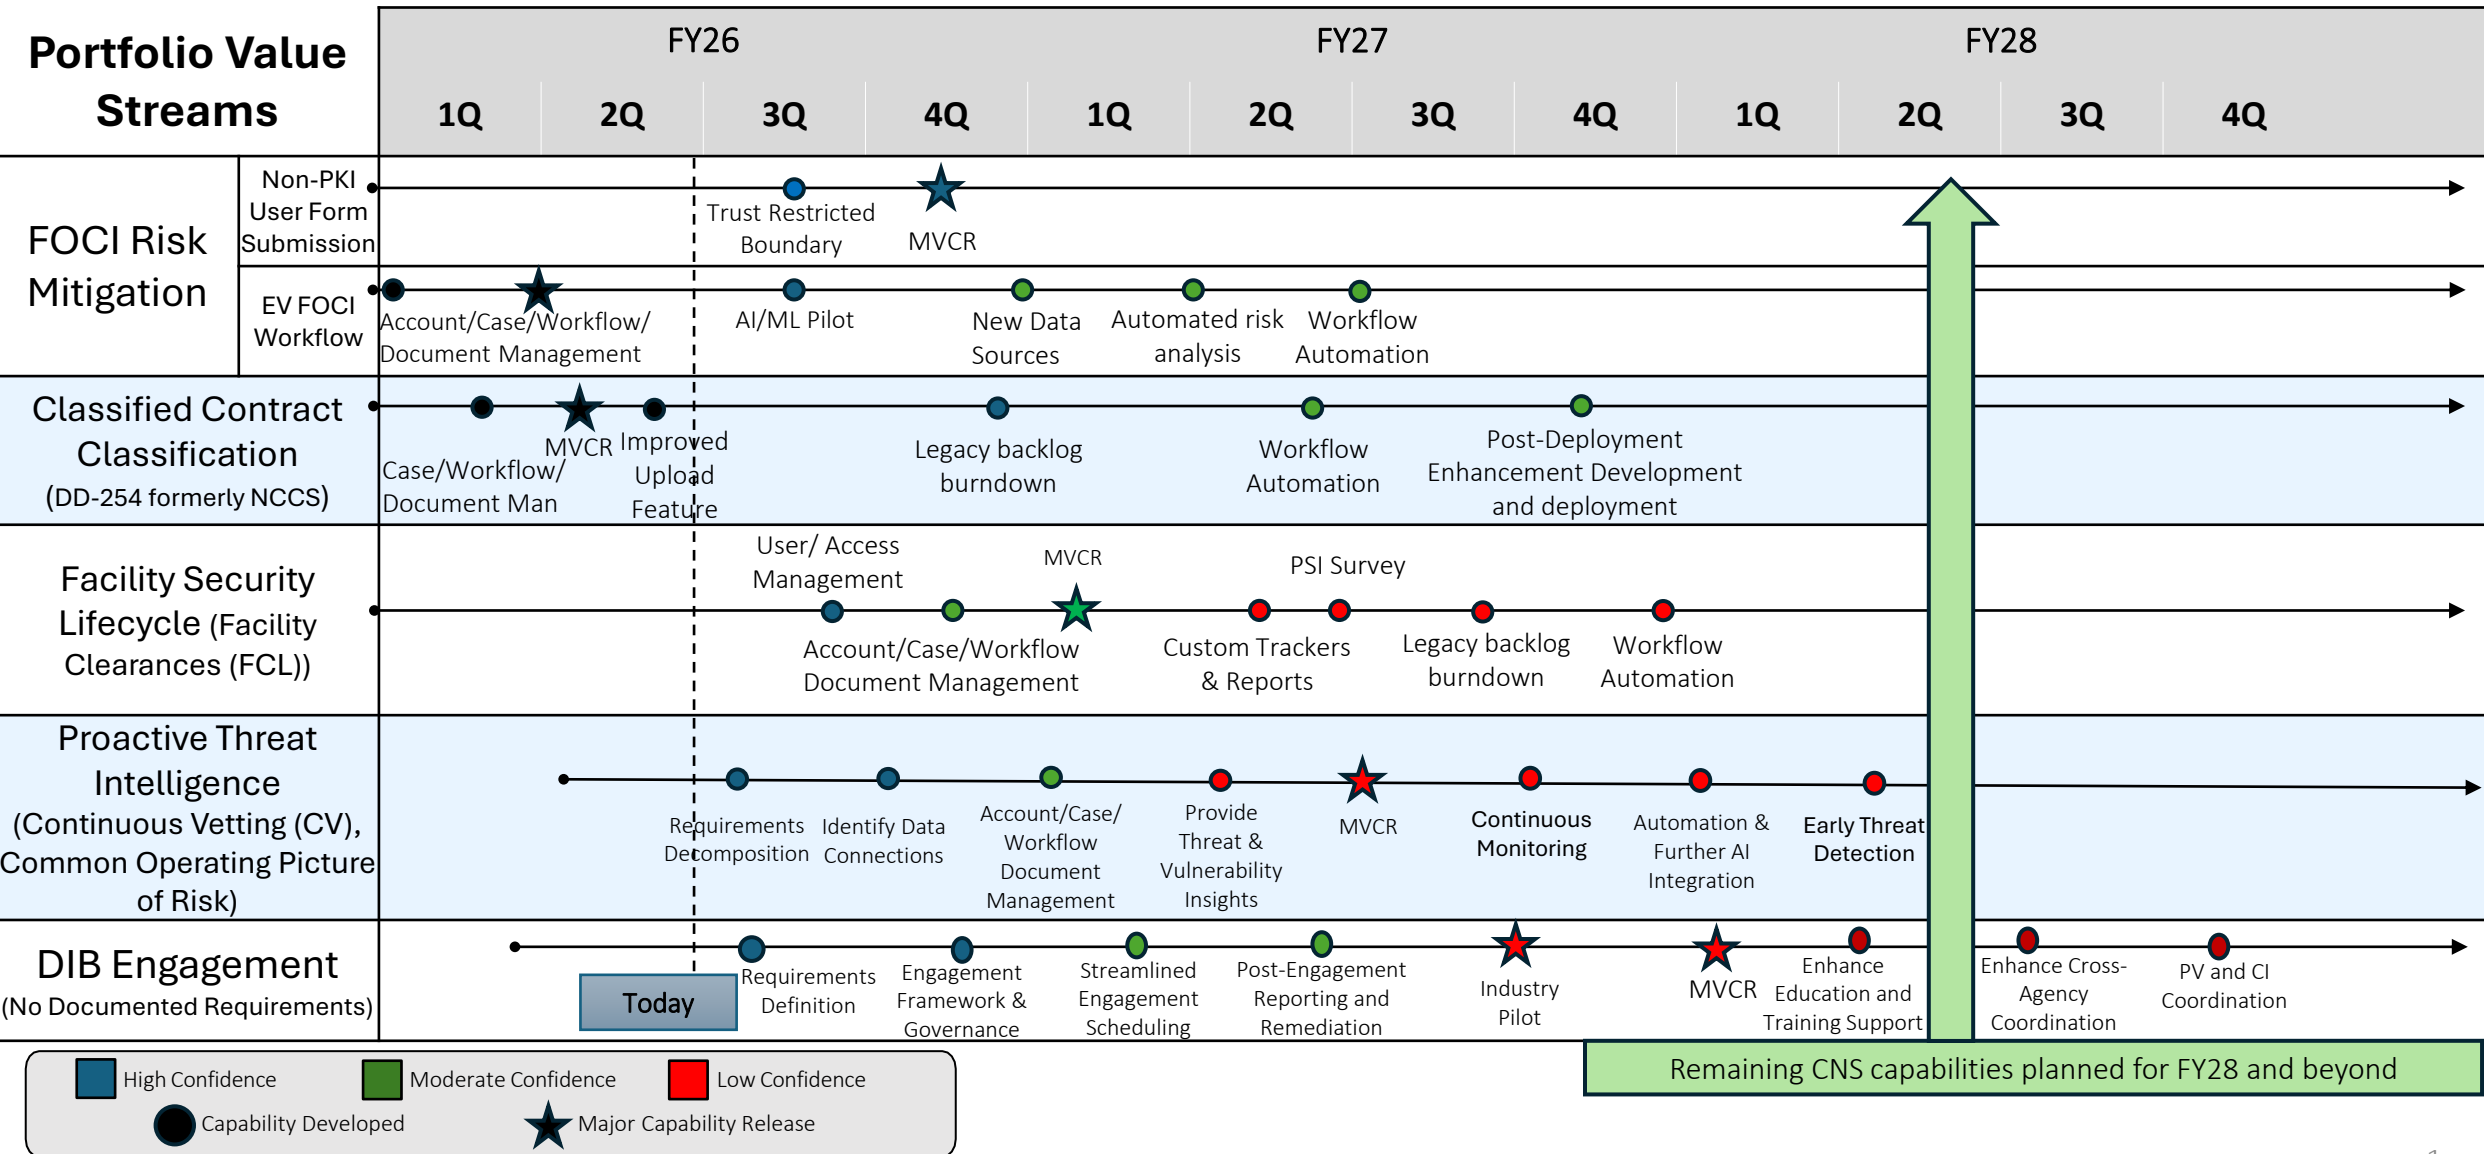 Portfolio Value
Streams
FY26
FY27
FY28
1Q
2Q
3Q
4Q
1Q
2Q
3Q
4Q
1Q
2Q
3Q
4Q
FOCI Risk
Mitigation
Non-PKI
User Form
Submission
Trust Restricted
Boundary
MVCR
EV FOCI
Workflow
Account/Case/Workflow/
Document Management
AI/ML Pilot
New Data
Sources
Automated risk
analysis
Workflow
Automation
Classified Contract
Classification
(DD-254 formerly NCCS)
Case/Workflow/
Document Man
MVCR
Improved
Upload
Feature
Legacy backlog
burndown
Workflow
Automation
Post-Deployment
Enhancement Development
and deployment
Facility Security
Lifecycle (Facility
Clearances (FCL))
User/ Access
Management
Account/Case/Workflow
Document Management
MVCR
Custom Trackers
& Reports
PSI Survey
Legacy backlog
burndown
Workflow
Automation
Proactive Threat
Intelligence
(Continuous Vetting (CV),
Common Operating Picture
of Risk)
Requirements
Decomposition
Identify Data
Connections
Account/Case/
Workflow
Document
Management
Provide
Threat &
Vulnerability
Insights
MVCR
Continuous
Monitoring
Automation &
Further AI
Integration
Early Threat
Detection
DIB Engagement
(No Documented Requirements)
Today
Requirements
Definition
Engagement
Framework &
Governance
Streamlined
Engagement
Scheduling
Post-Engagement
Reporting and
Remediation
Industry
Pilot
MVCR
Enhance
Education and
Training Support
Enhance Cross-
Agency
Coordination
PV and CI
Coordination
Remaining CNS capabilities planned for FY28 and beyond
High Confidence
Moderate Confidence
Low Confidence
Capability Developed
Major Capability Release